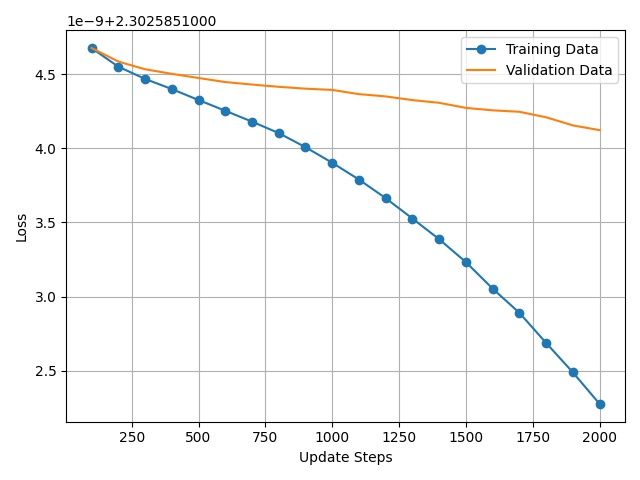 1e−9+2.3025851000
Training Data
Validation Data
4.5
4.0
3.5
3.0
2.5
Loss
250 500 750 1000 1250 1500 1750 2000
Update Steps